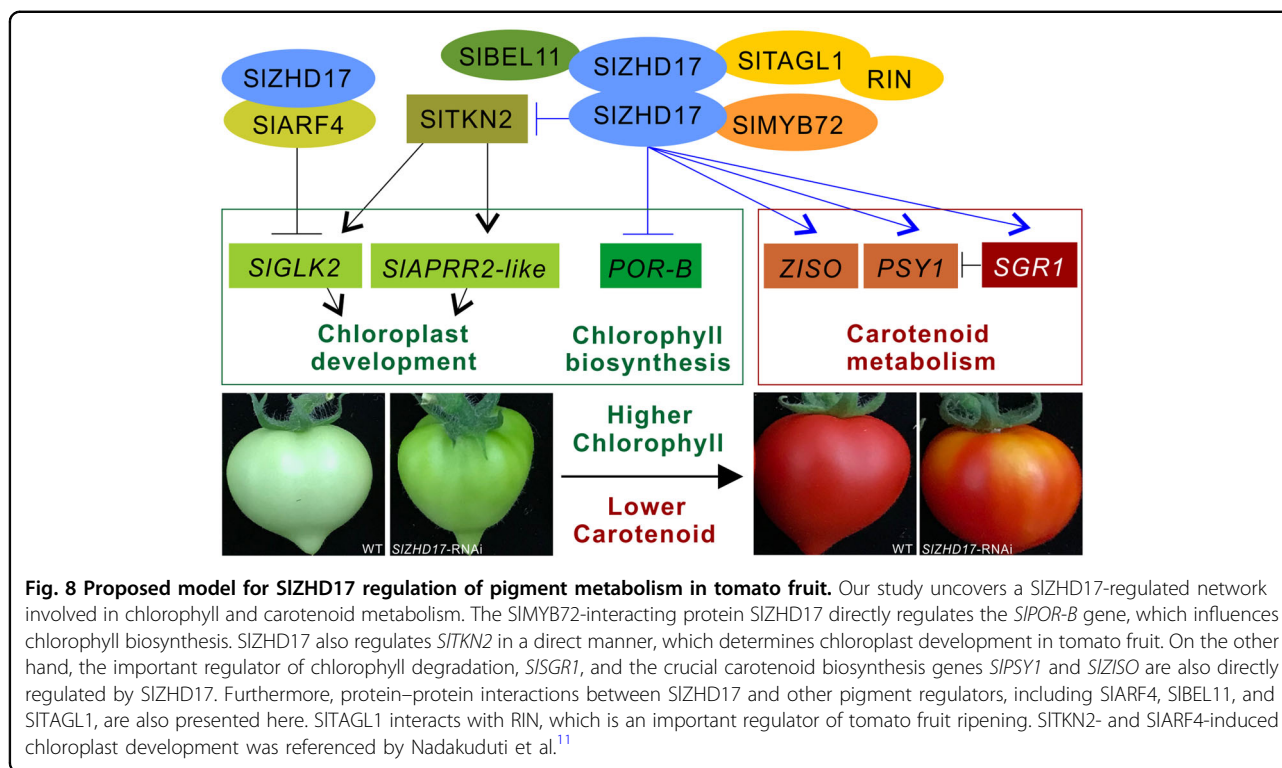 SlBEL11
SlZHD17
SlTAGL1
SlZHD17
RIN
SlARF4
SlTKN2
SlZHD17
SlMYB72
SlGLK2
SlAPRR2-like
POR-B
ZISO
PSY1
SGR1
Chloroplast
development
Chlorophyll
biosynthesis
Carotenoid
metabolism
Higher
Chlorophyll
Lower
Carotenoid
WT
SlZHD17-RNAi
WT
SlZHD17-RNAi
Fig. 8 Proposed model for SlZHD17 regulation of pigment metabolism in tomato fruit. Our study uncovers a SlZHD17-regulated network
involved in chlorophyll and carotenoid metabolism. The SlMYB72-interacting protein SlZHD17 directly regulates the SlPOR-B gene, which influences
chlorophyll biosynthesis. SlZHD17 also regulates SlTKN2 in a direct manner, which determines chloroplast development in tomato fruit. On the other
hand, the important regulator of chlorophyll degradation, SlSGR1, and the crucial carotenoid biosynthesis genes SlPSY1 and SlZISO are also directly
regulated by SlZHD17. Furthermore, protein–protein interactions between SlZHD17 and other pigment regulators, including SlARF4, SlBEL11, and
SlTAGL1, are also presented here. SlTAGL1 interacts with RIN, which is an important regulator of tomato fruit ripening. SlTKN2- and SlARF4-induced
chloroplast development was referenced by Nadakuduti et al.11